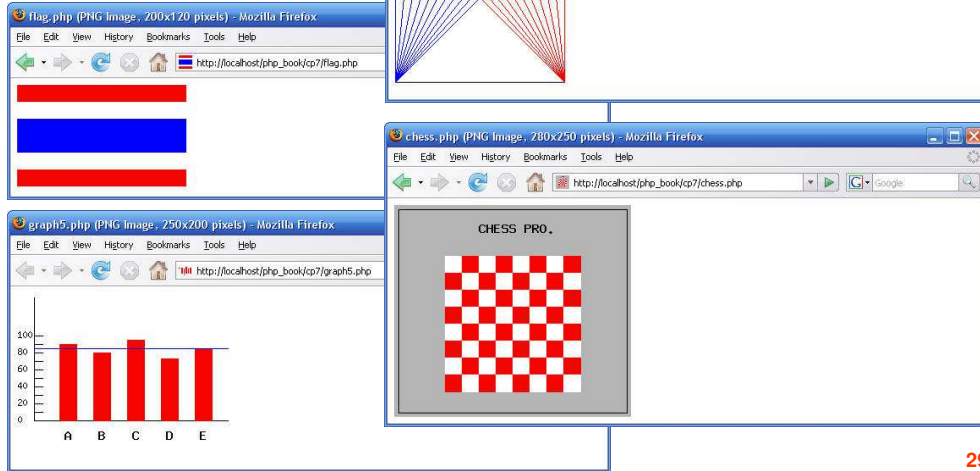 flag.php (PNG Image, 200x120 pixels) - Mozilla Firefox
File Edit View History Bookmarks Tools Help
http://localhost/php_book/cp7/flag.php
chess.php (PNG Image, 280x250 pixels) - Mozilla Firefox
File Edit View History Bookmarks Tools Help
http://localhost/php_book/cp7/chess.php
G Google
CHESS PRO.
graph5.php (PNG Image, 250x200 pixels) - Mozilla Firefox
File Edit View History Bookmarks Tools Help
http://localhost/php_book/cp7/graph5.php
100
80
60
40
20
0
A B C D E